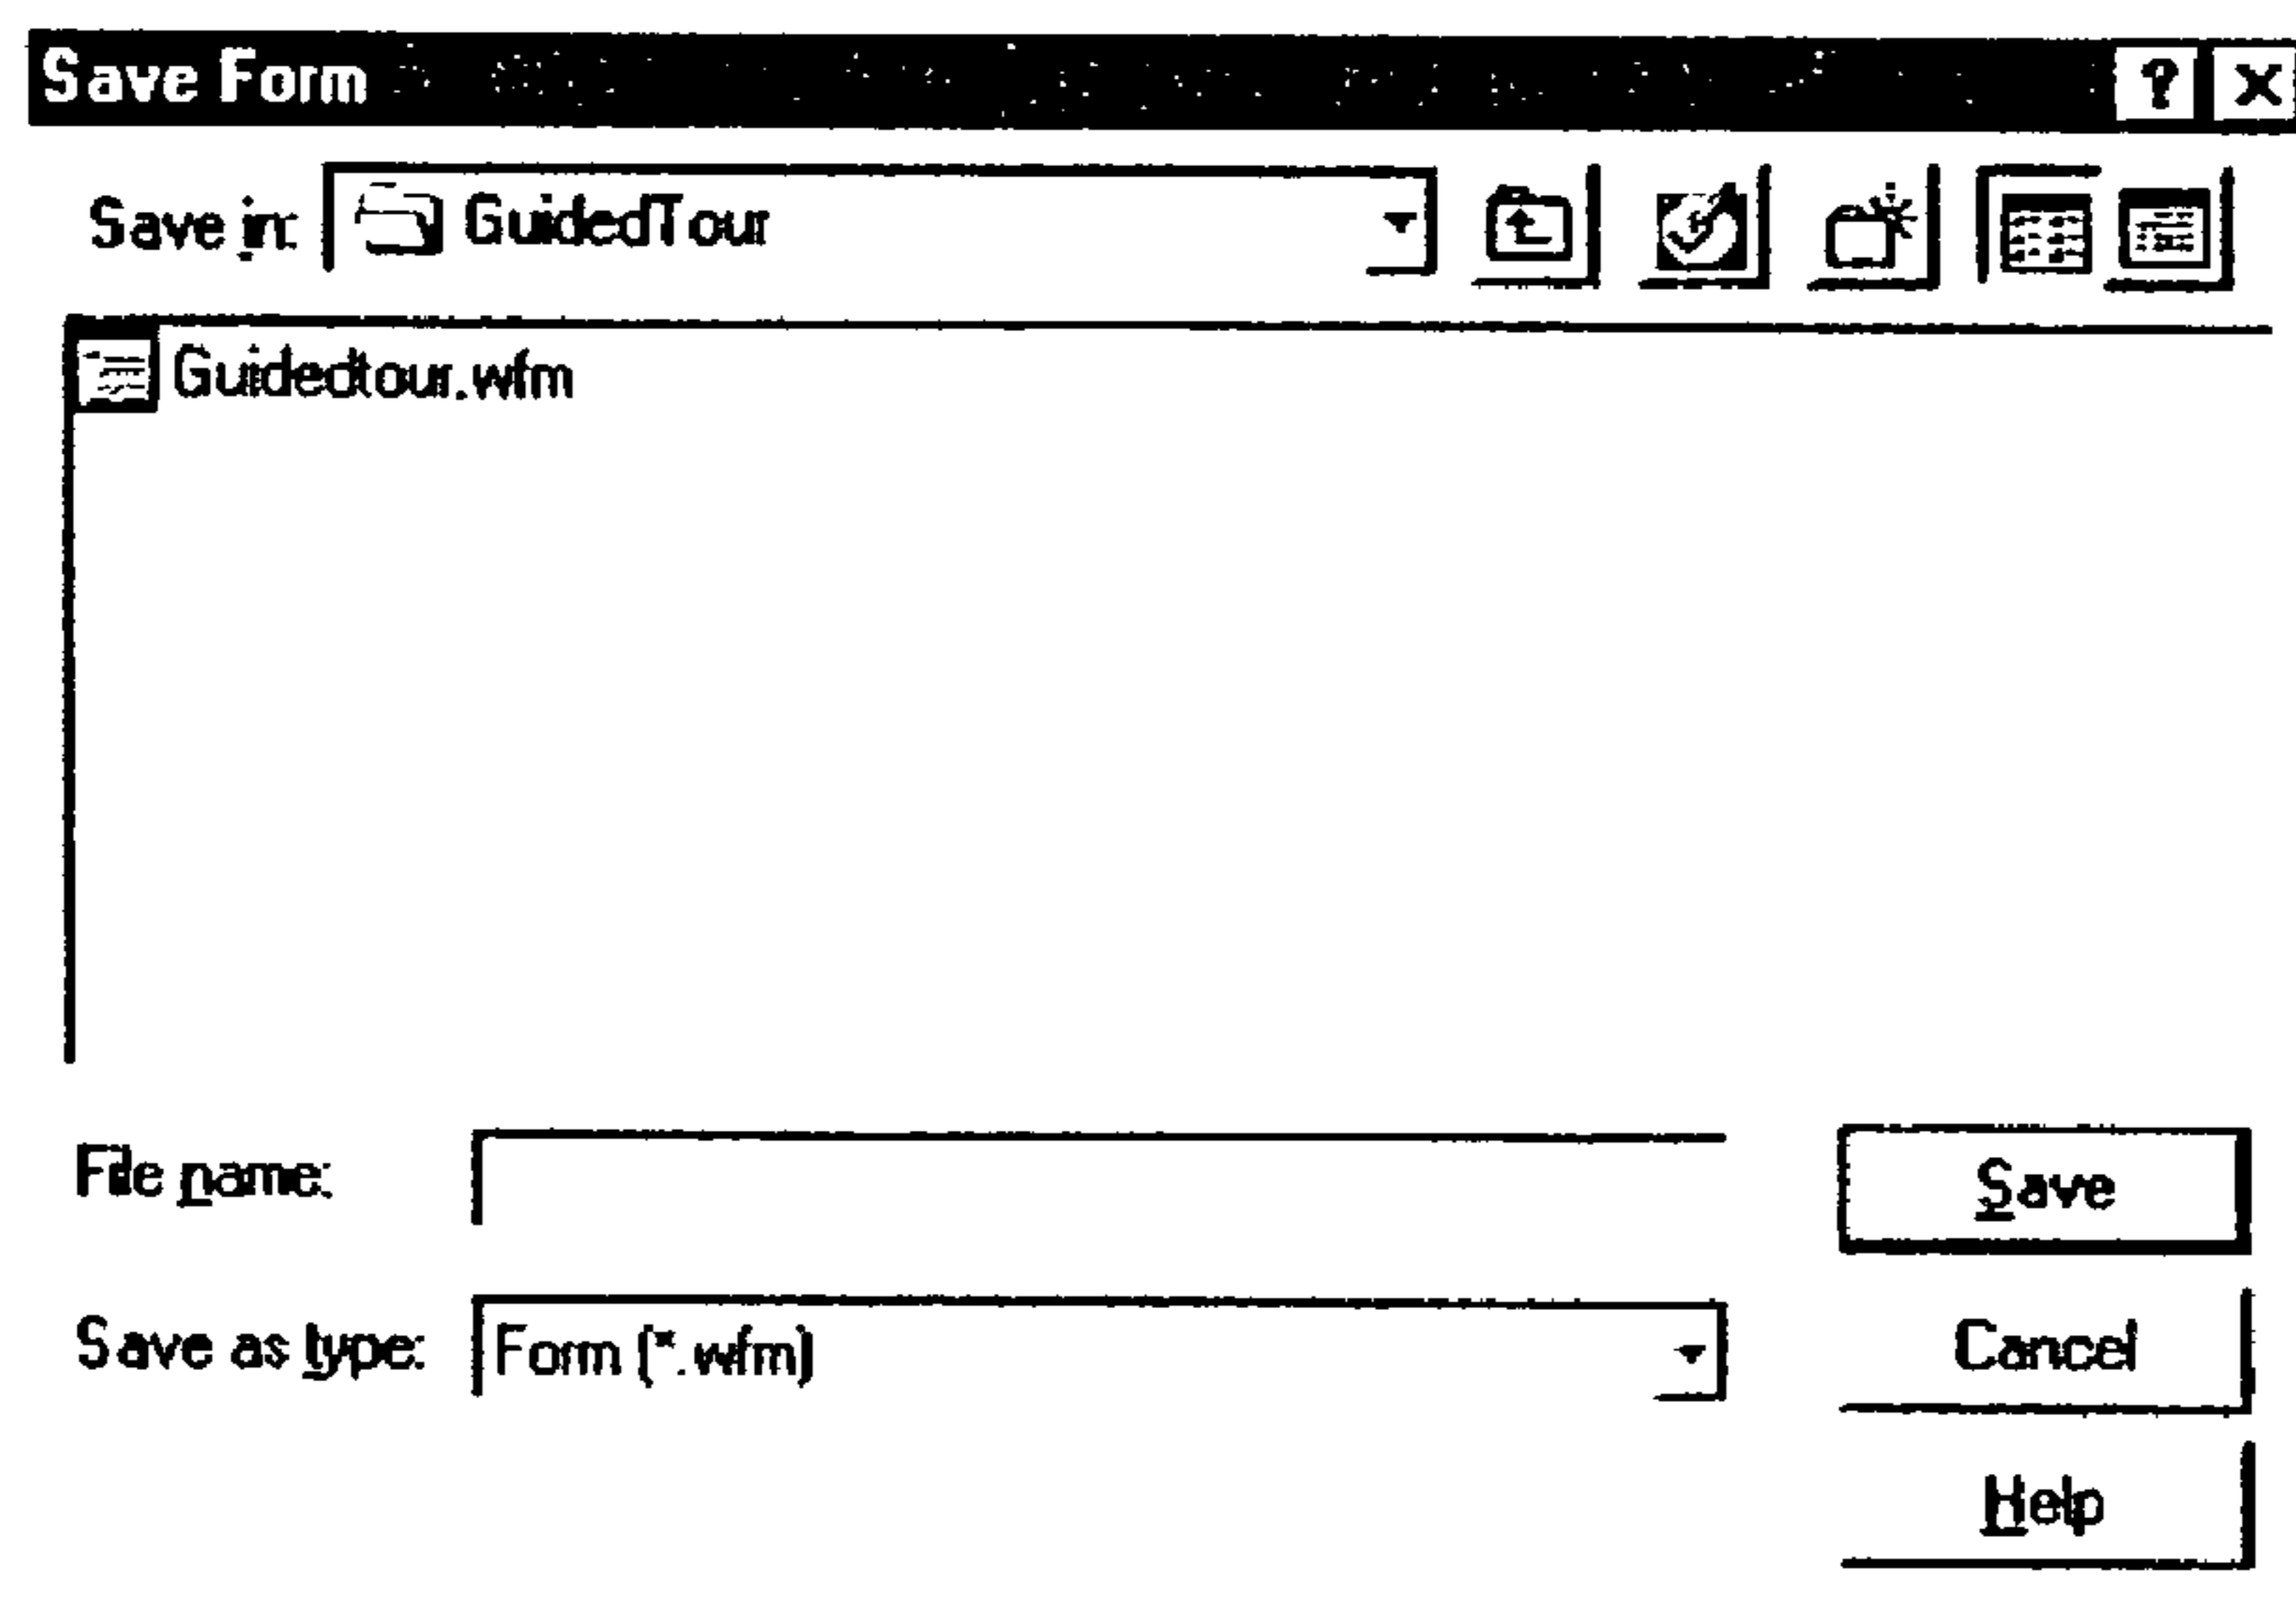 Save Form ? X
Save in: GuidedTour
Guidedtour.wfm
File name:
Save
Save as type: Form (*.wfm)
Cancel
Help